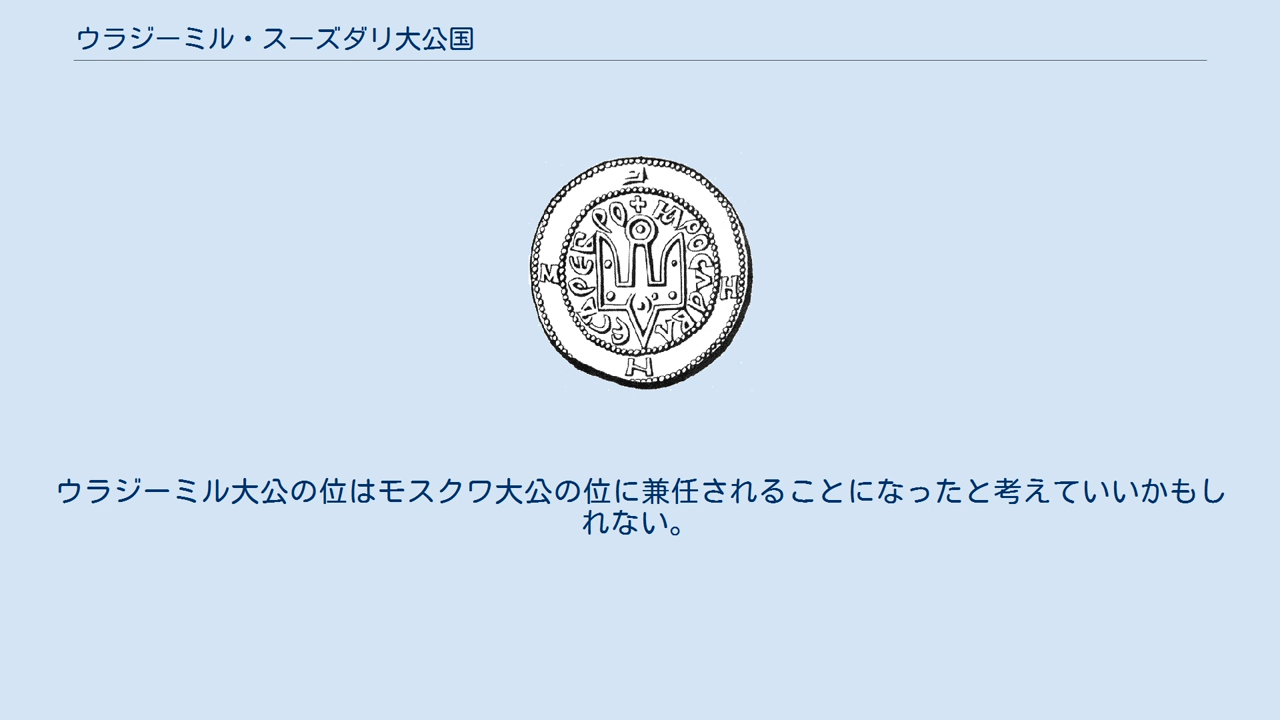 ウラジーミル・スーズダリ大公国
ウラジーミル大公の位はモスクワ大公の位に兼任されることになったと考えていいかもし
れない。